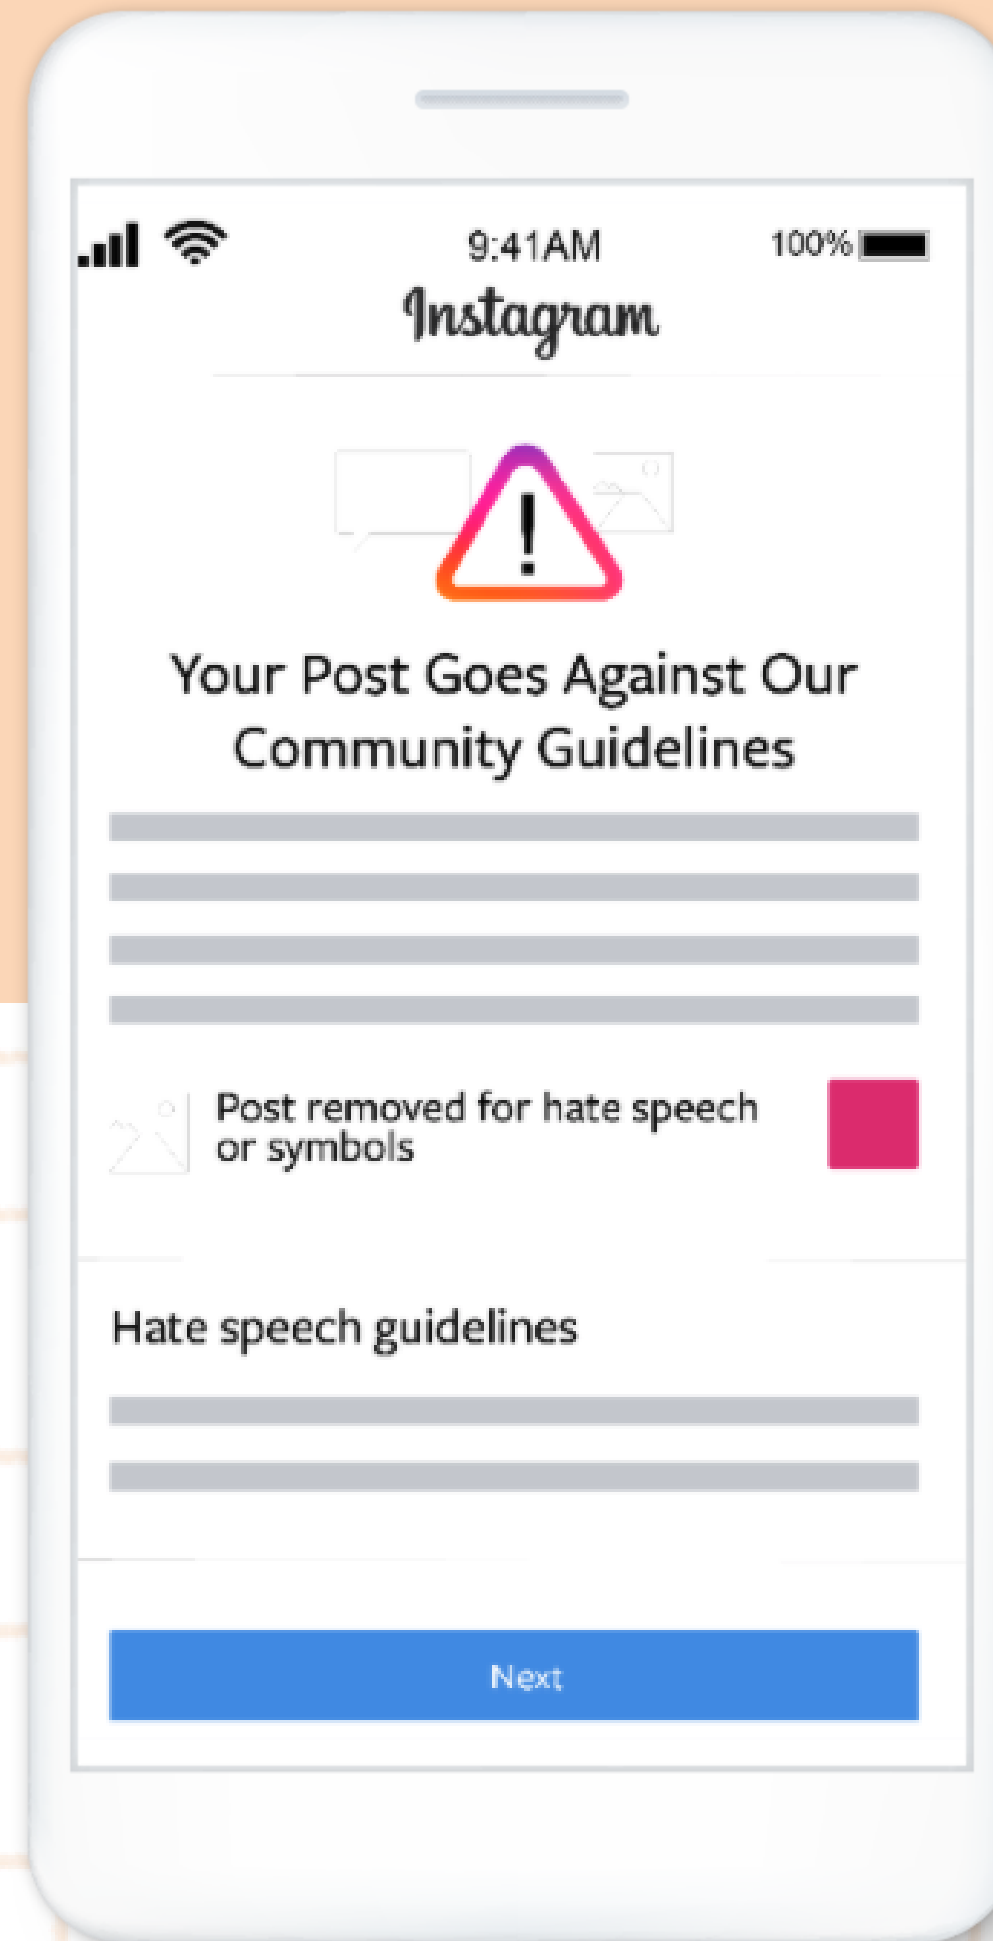 9:41AM 100%
Instagram
!
Your Post Goes Against Our
Community Guidelines
Post removed for hate speech
or symbols
Hate speech guidelines
Next